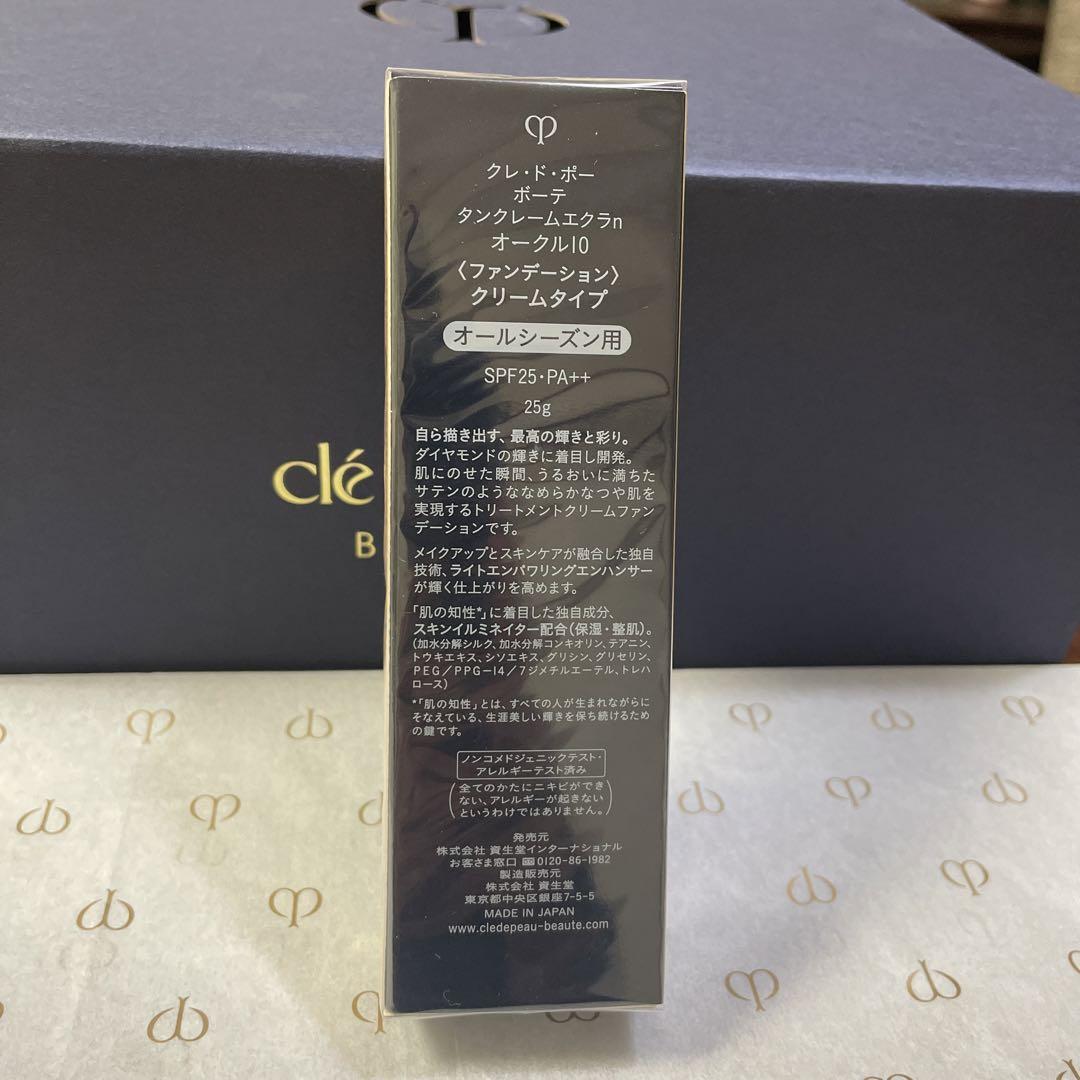 クレ・ド・ポー
ボーテ
タンクレームエクラn
オークル10
〈ファンデーション〉
クリームタイプ
オールシーズン用
SPF25・PA++
25g
自ら描き出す、最高の輝きと彩り。
ダイヤモンドの輝きに着目し開発。
肌にのせた瞬間、うるおいに満ちた
サテンのようななめらかなつや肌を
実現するトリートメントクリームファン
デーションです。
メイクアップとスキンケアが融合した独自
技術、ライトエンパワリングエンハンサー
が輝く仕上がりを高めます。
「肌の知性*」に着目した独自成分、
スキンイルミネイター配合(保湿・整肌)。
(加水分解シルク、加水分解コンキオリン、テアニン、
トウキエキス、シソエキス、グリシン、グリセリン、
PEG/PPG-14/7ジメチルエーテル、トレハ
ロース)
*「肌の知性」とは、すべての人が生まれながらに
そなえている、生涯美しい輝きを保ち続けるため
の鍵です。
ノンコメドジェニックテスト・
アレルギーテスト済み
(全てのかたにニキビができ
ない、アレルギーが起きない
というわけではありません。)
発売元
株式会社 資生堂インターナショナル
お客さま窓口 0120-86-1982
製造販売元
株式会社 資生堂
東京都中央区銀座7-5-5
MADE IN JAPAN
www.cledepeau-beaute.com
clé
B